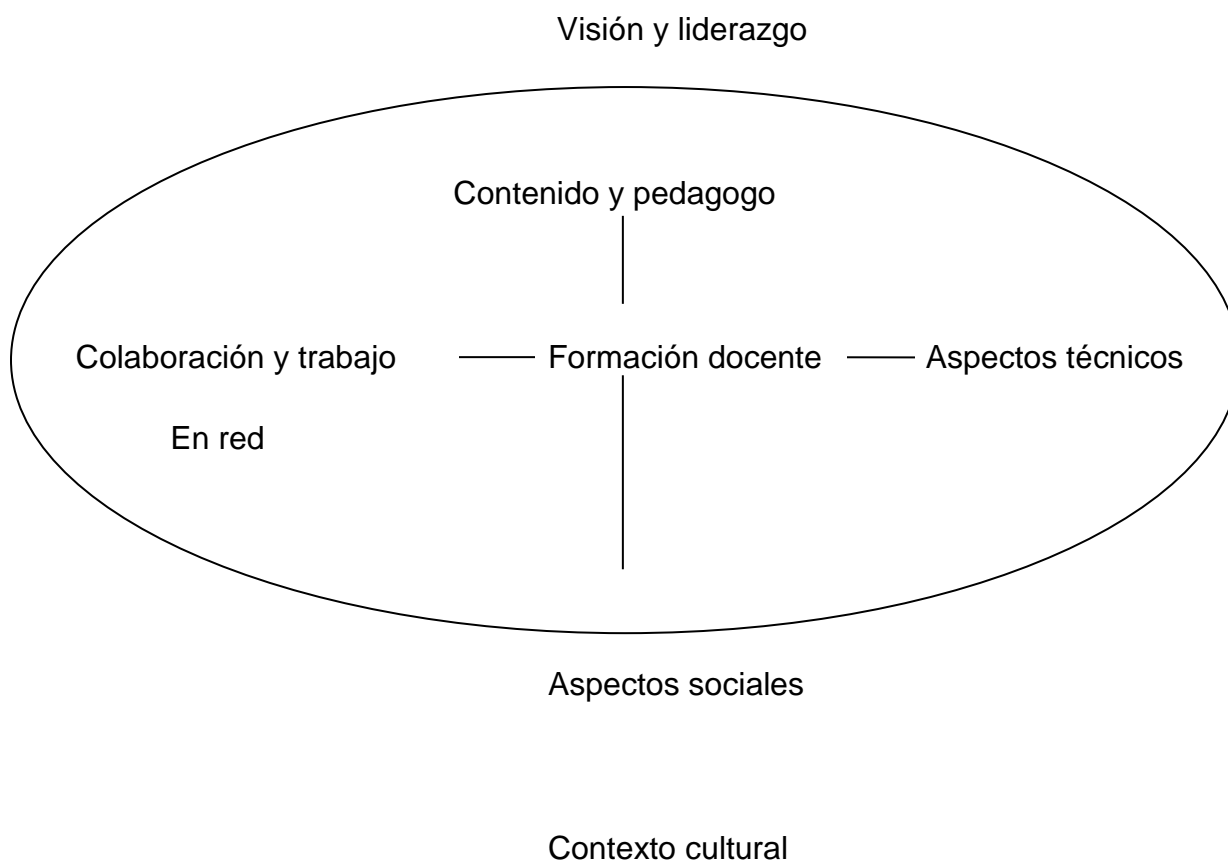 Visión y liderazgo
Contenido y pedagogo
Colaboración y trabajo
Formación docente
Aspectos técnicos
En red
Aspectos sociales
Contexto cultural